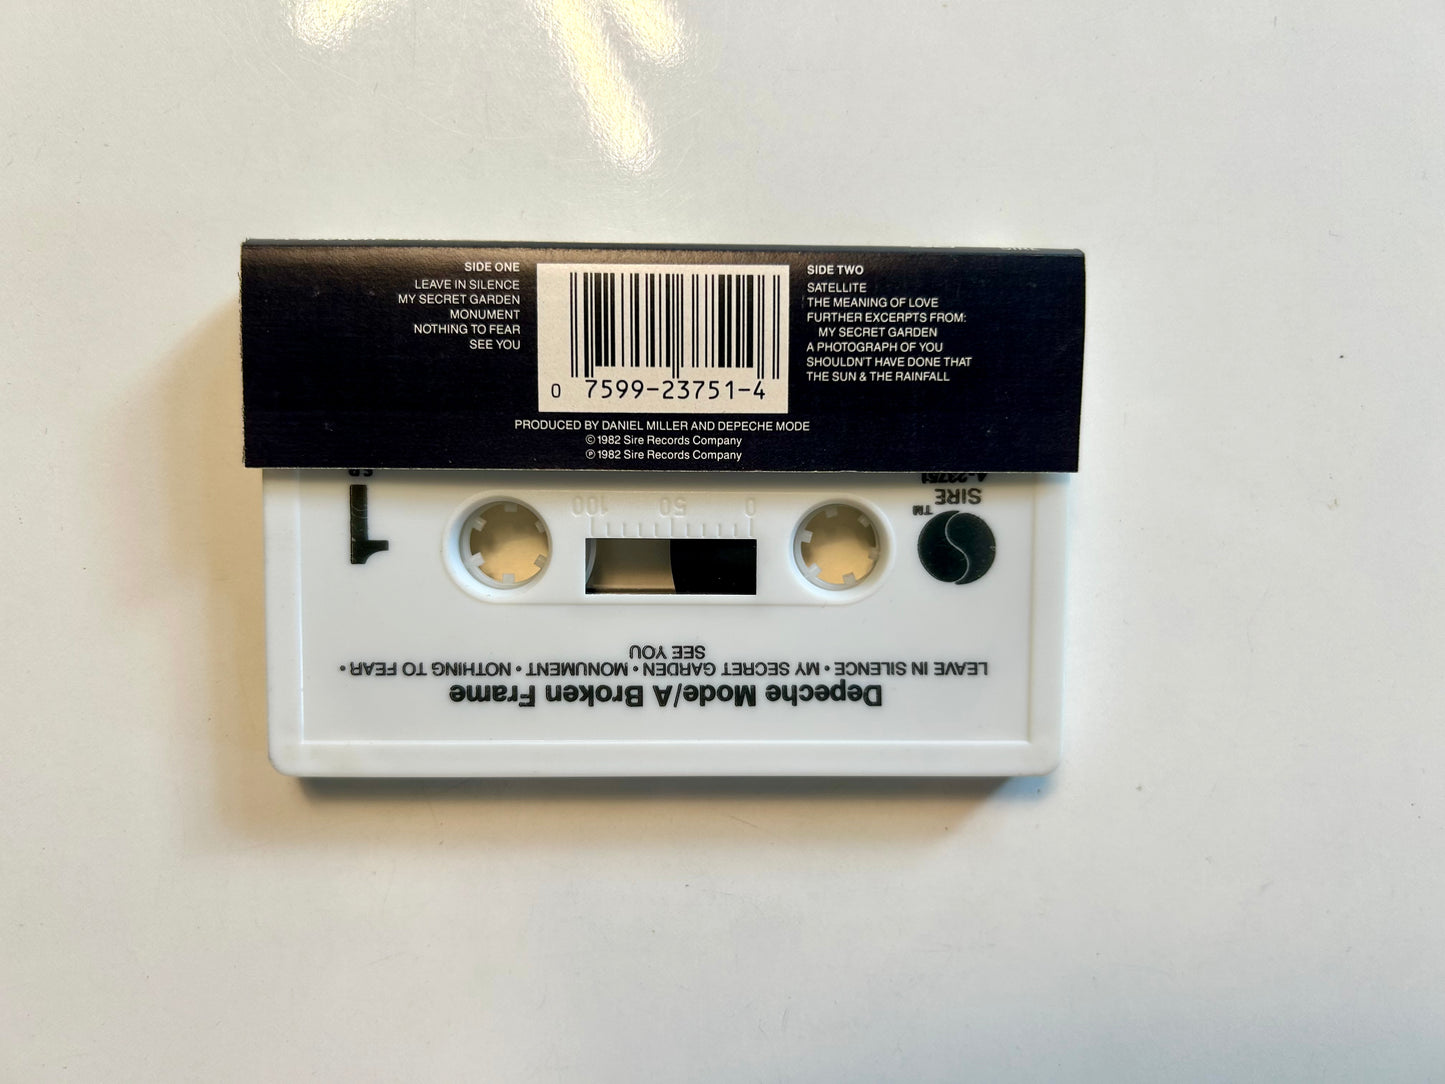 SIDE ONE
LEAVE IN SILENCE
MY SECRET GARDEN
MONUMENT
NOTHING TO FEAR
SEE YOU
0 7599-23751-4
SIDE TWO
SATELLITE
THE MEANING OF LOVE
FURTHER EXCERPTS FROM:
MY SECRET GARDEN
A PHOTOGRAPH OF YOU
SHOULDN'T HAVE DONE THAT
THE SUN & THE RAINFALL
PRODUCED BY DANIEL MILLER AND DEPECHE MODE
© 1982 Sire Records Company
℗ 1982 Sire Records Company
Depeche Mode/A Broken Frame
LEAVE IN SILENCE • MY SECRET GARDEN • MONUMENT • NOTHING TO FEAR •
SEE YOU
1
0 50 100
TM
SIRE
4-23751